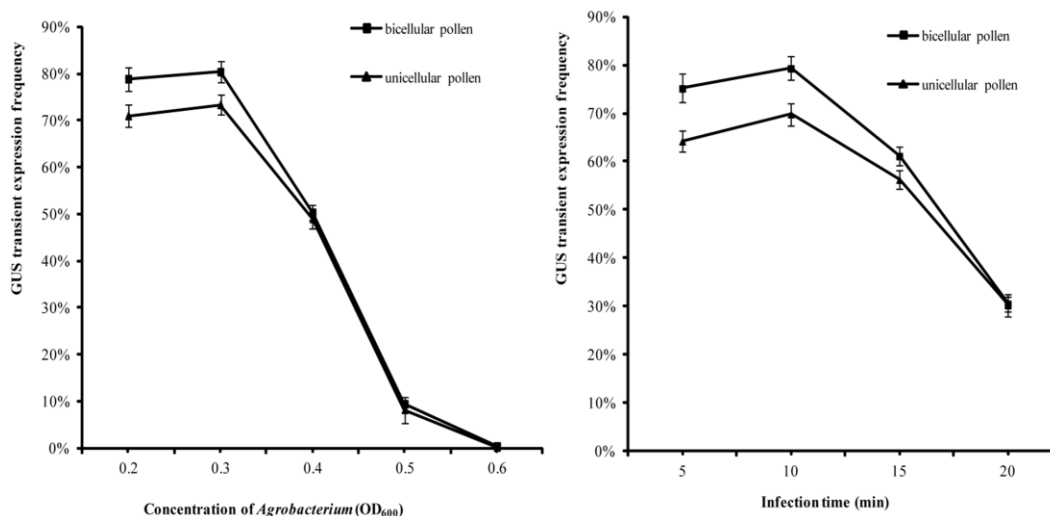 GUS transient expression frequency
90%
80%
70%
60%
50%
40%
30%
20%
10%
0%
bicellular pollen
unicellular pollen
0.2 0.3 0.4 0.5 0.6
Concentration of Agrobacterium (OD600)
GUS transient expression frequency
90%
80%
70%
60%
50%
40%
30%
20%
10%
0%
bicellular pollen
unicellular pollen
5 10 15 20
Infection time (min)